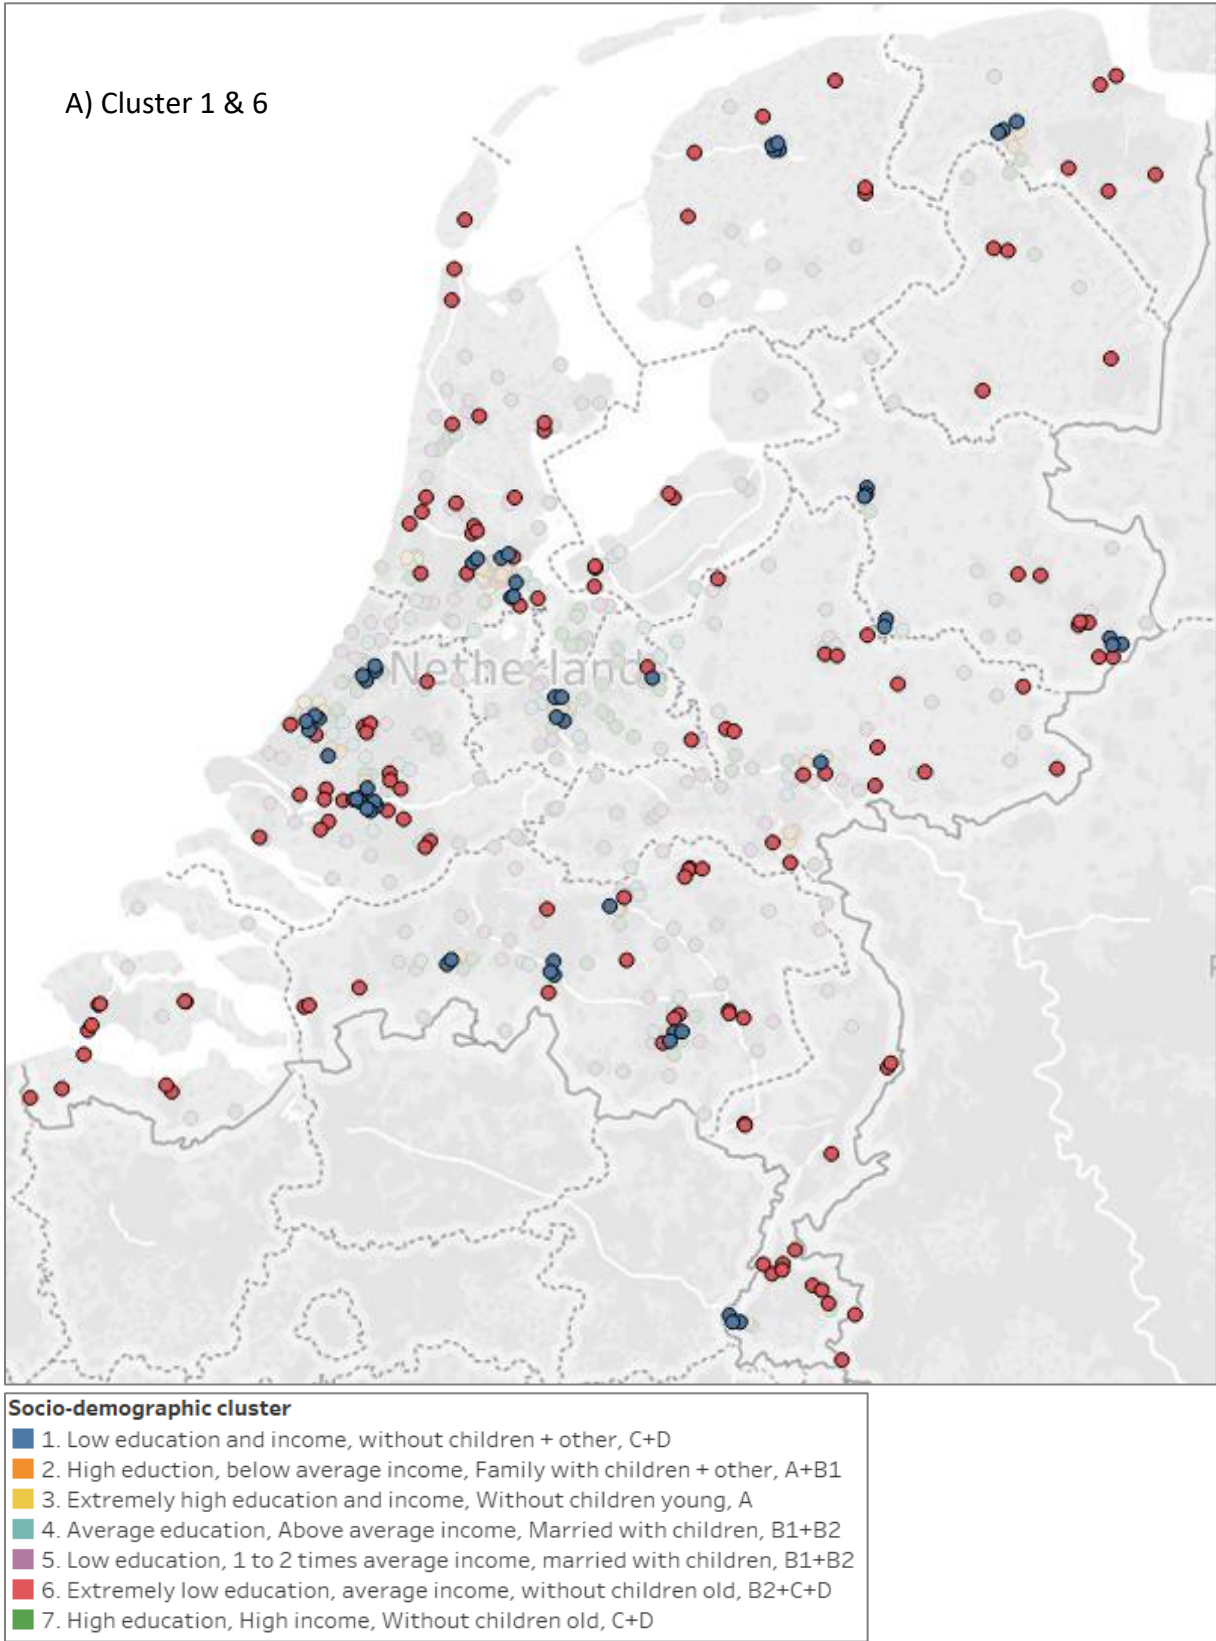 A) Cluster 1 & 6
Netherlands
Socio-demographic cluster
1. Low education and income, without children + other, C+D
2. High eduction, below average income, Family with children + other, A+B1
3. Extremely high education and income, Without children young, A
4. Average education, Above average income, Married with children, B1+B2
5. Low education, 1 to 2 times average income, married with children, B1+B2
6. Extremely low education, average income, without children old, B2+C+D
7. High education, High income, Without children old, C+D